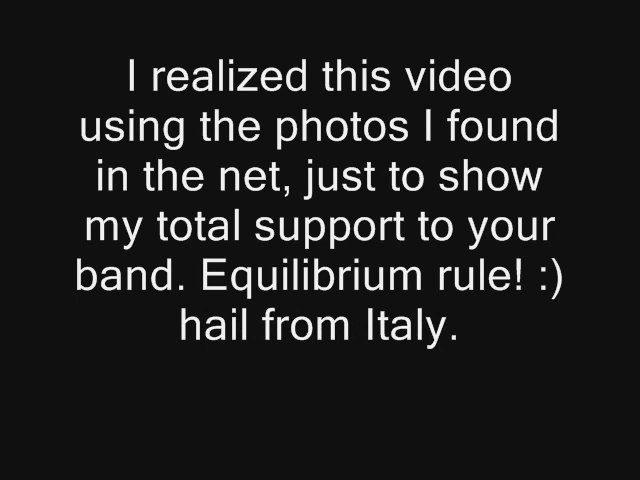 I realized this video
using the photos I found
in the net, just to show
my total support to your
band. Equilibrium rule! :)
hail from Italy.